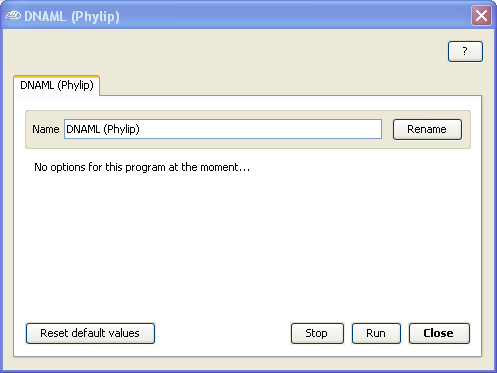 DNAML (Phylip)
?
DNAML (Phylip)
Name DNAML (Phylip) Rename
No options for this program at the moment...
Reset default values Stop Run Close